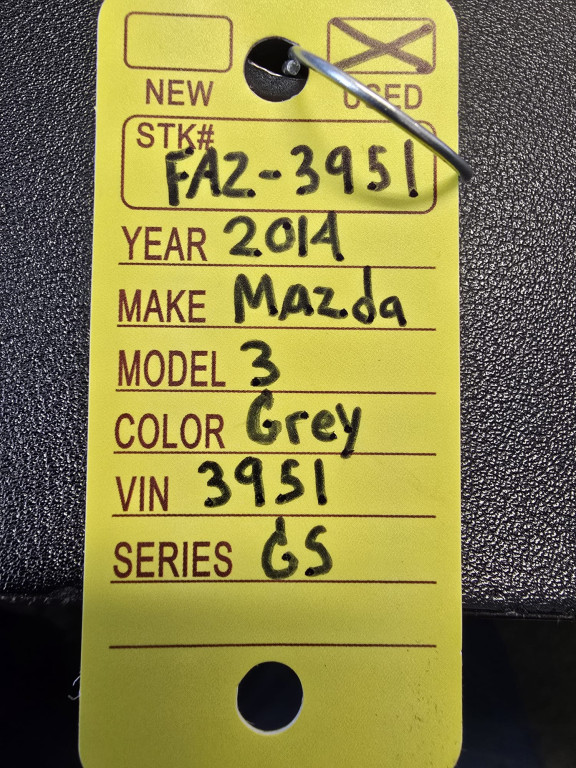 NEW USED
STK#
FAZ-3951
YEAR 2014
MAKE Mazda
MODEL 3
COLOR Grey
VIN 3951
SERIES GS